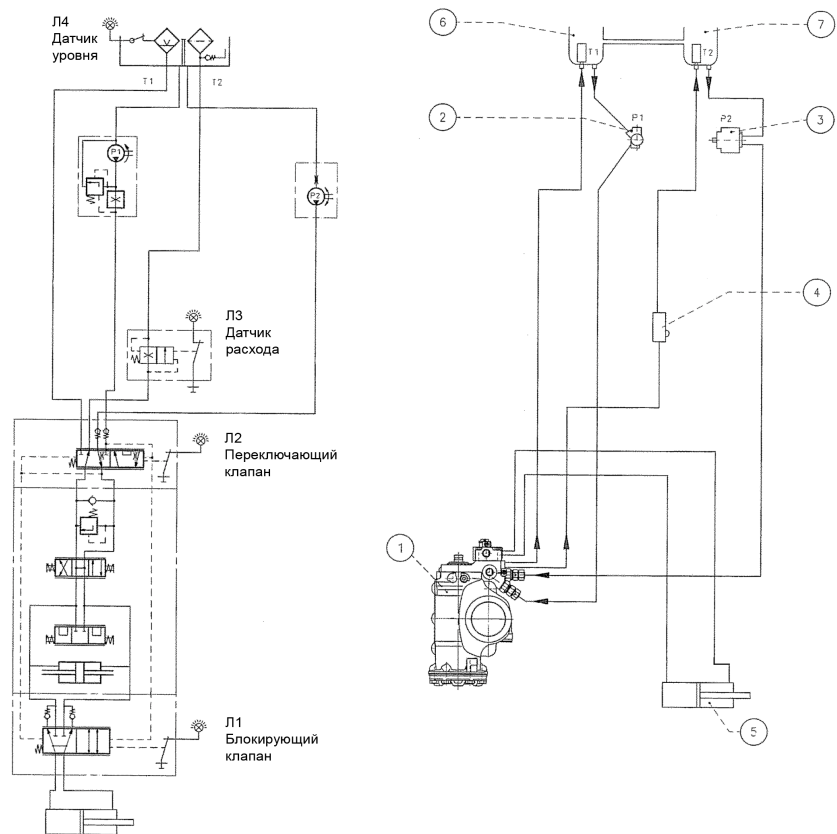 Л4
Датчик
уровня
T1
T2
P1
P2
Л3
Датчик
расхода
Л2
Переключающий
клапан
Л1
Блокирующий
клапан
6
7
T1
T2
2
P1
P2
3
4
1
5